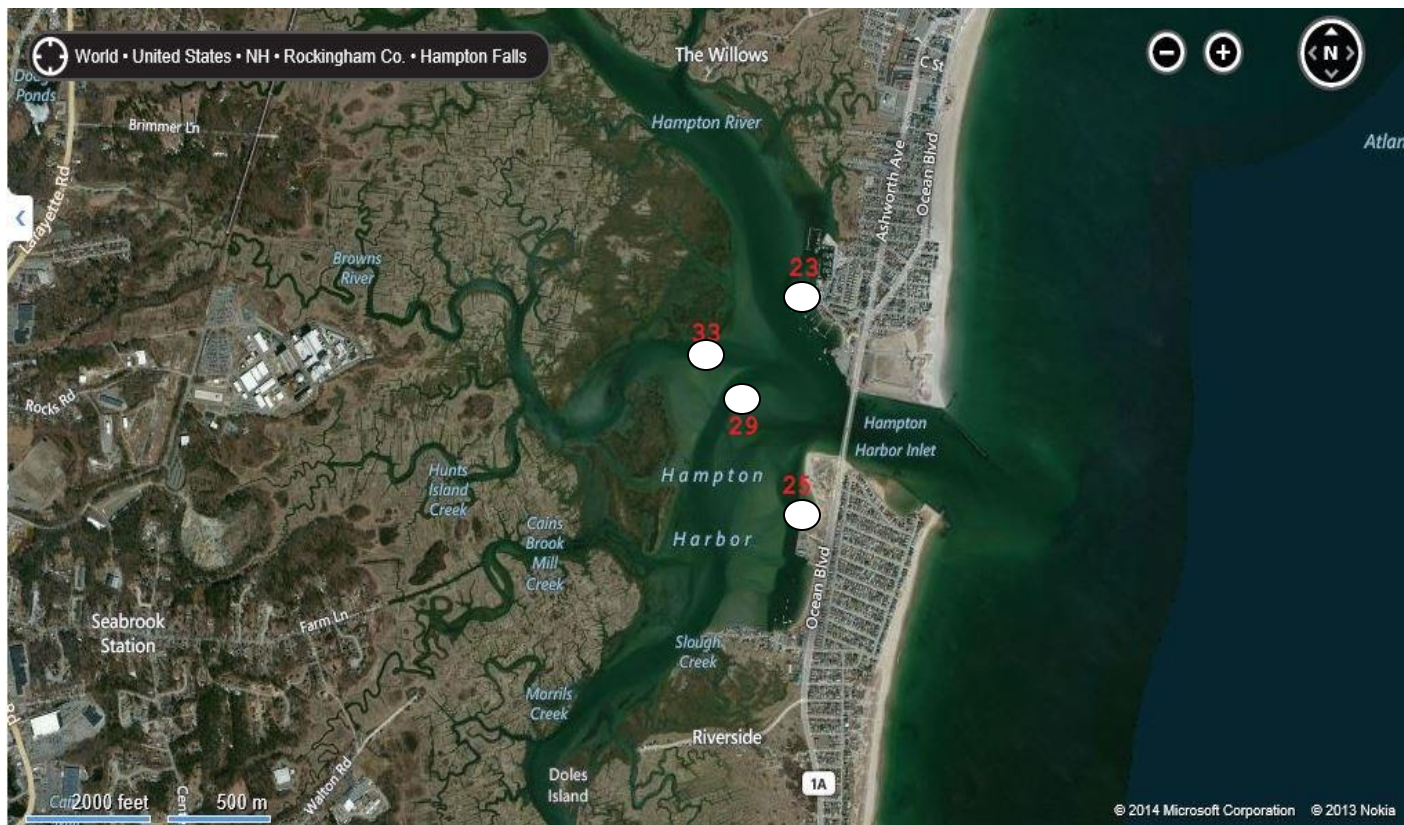 World • United States • NH • Rockingham Co. • Hampton Falls
The Willows
C St
Ponds
Brimmer Ln
Hampton River
Atlan
Ashworth Ave
Ocean Blvd
Lafayette Rd
N
Browns
River
23
33
29
Rocks Rd
Hampton
Harbor Inlet
Hampton
Harbor
25
Hunts
Island
Creek
Cains
Brook
Mill
Creek
Ocean Blvd
Seabrook
Station
Farm Ln
Slough
Creek
Morrils
Creek
Riverside
Walton Rd
Doles
Island
1A
Rd
2000 feet
500 m
© 2014 Microsoft Corporation © 2013 Nokia